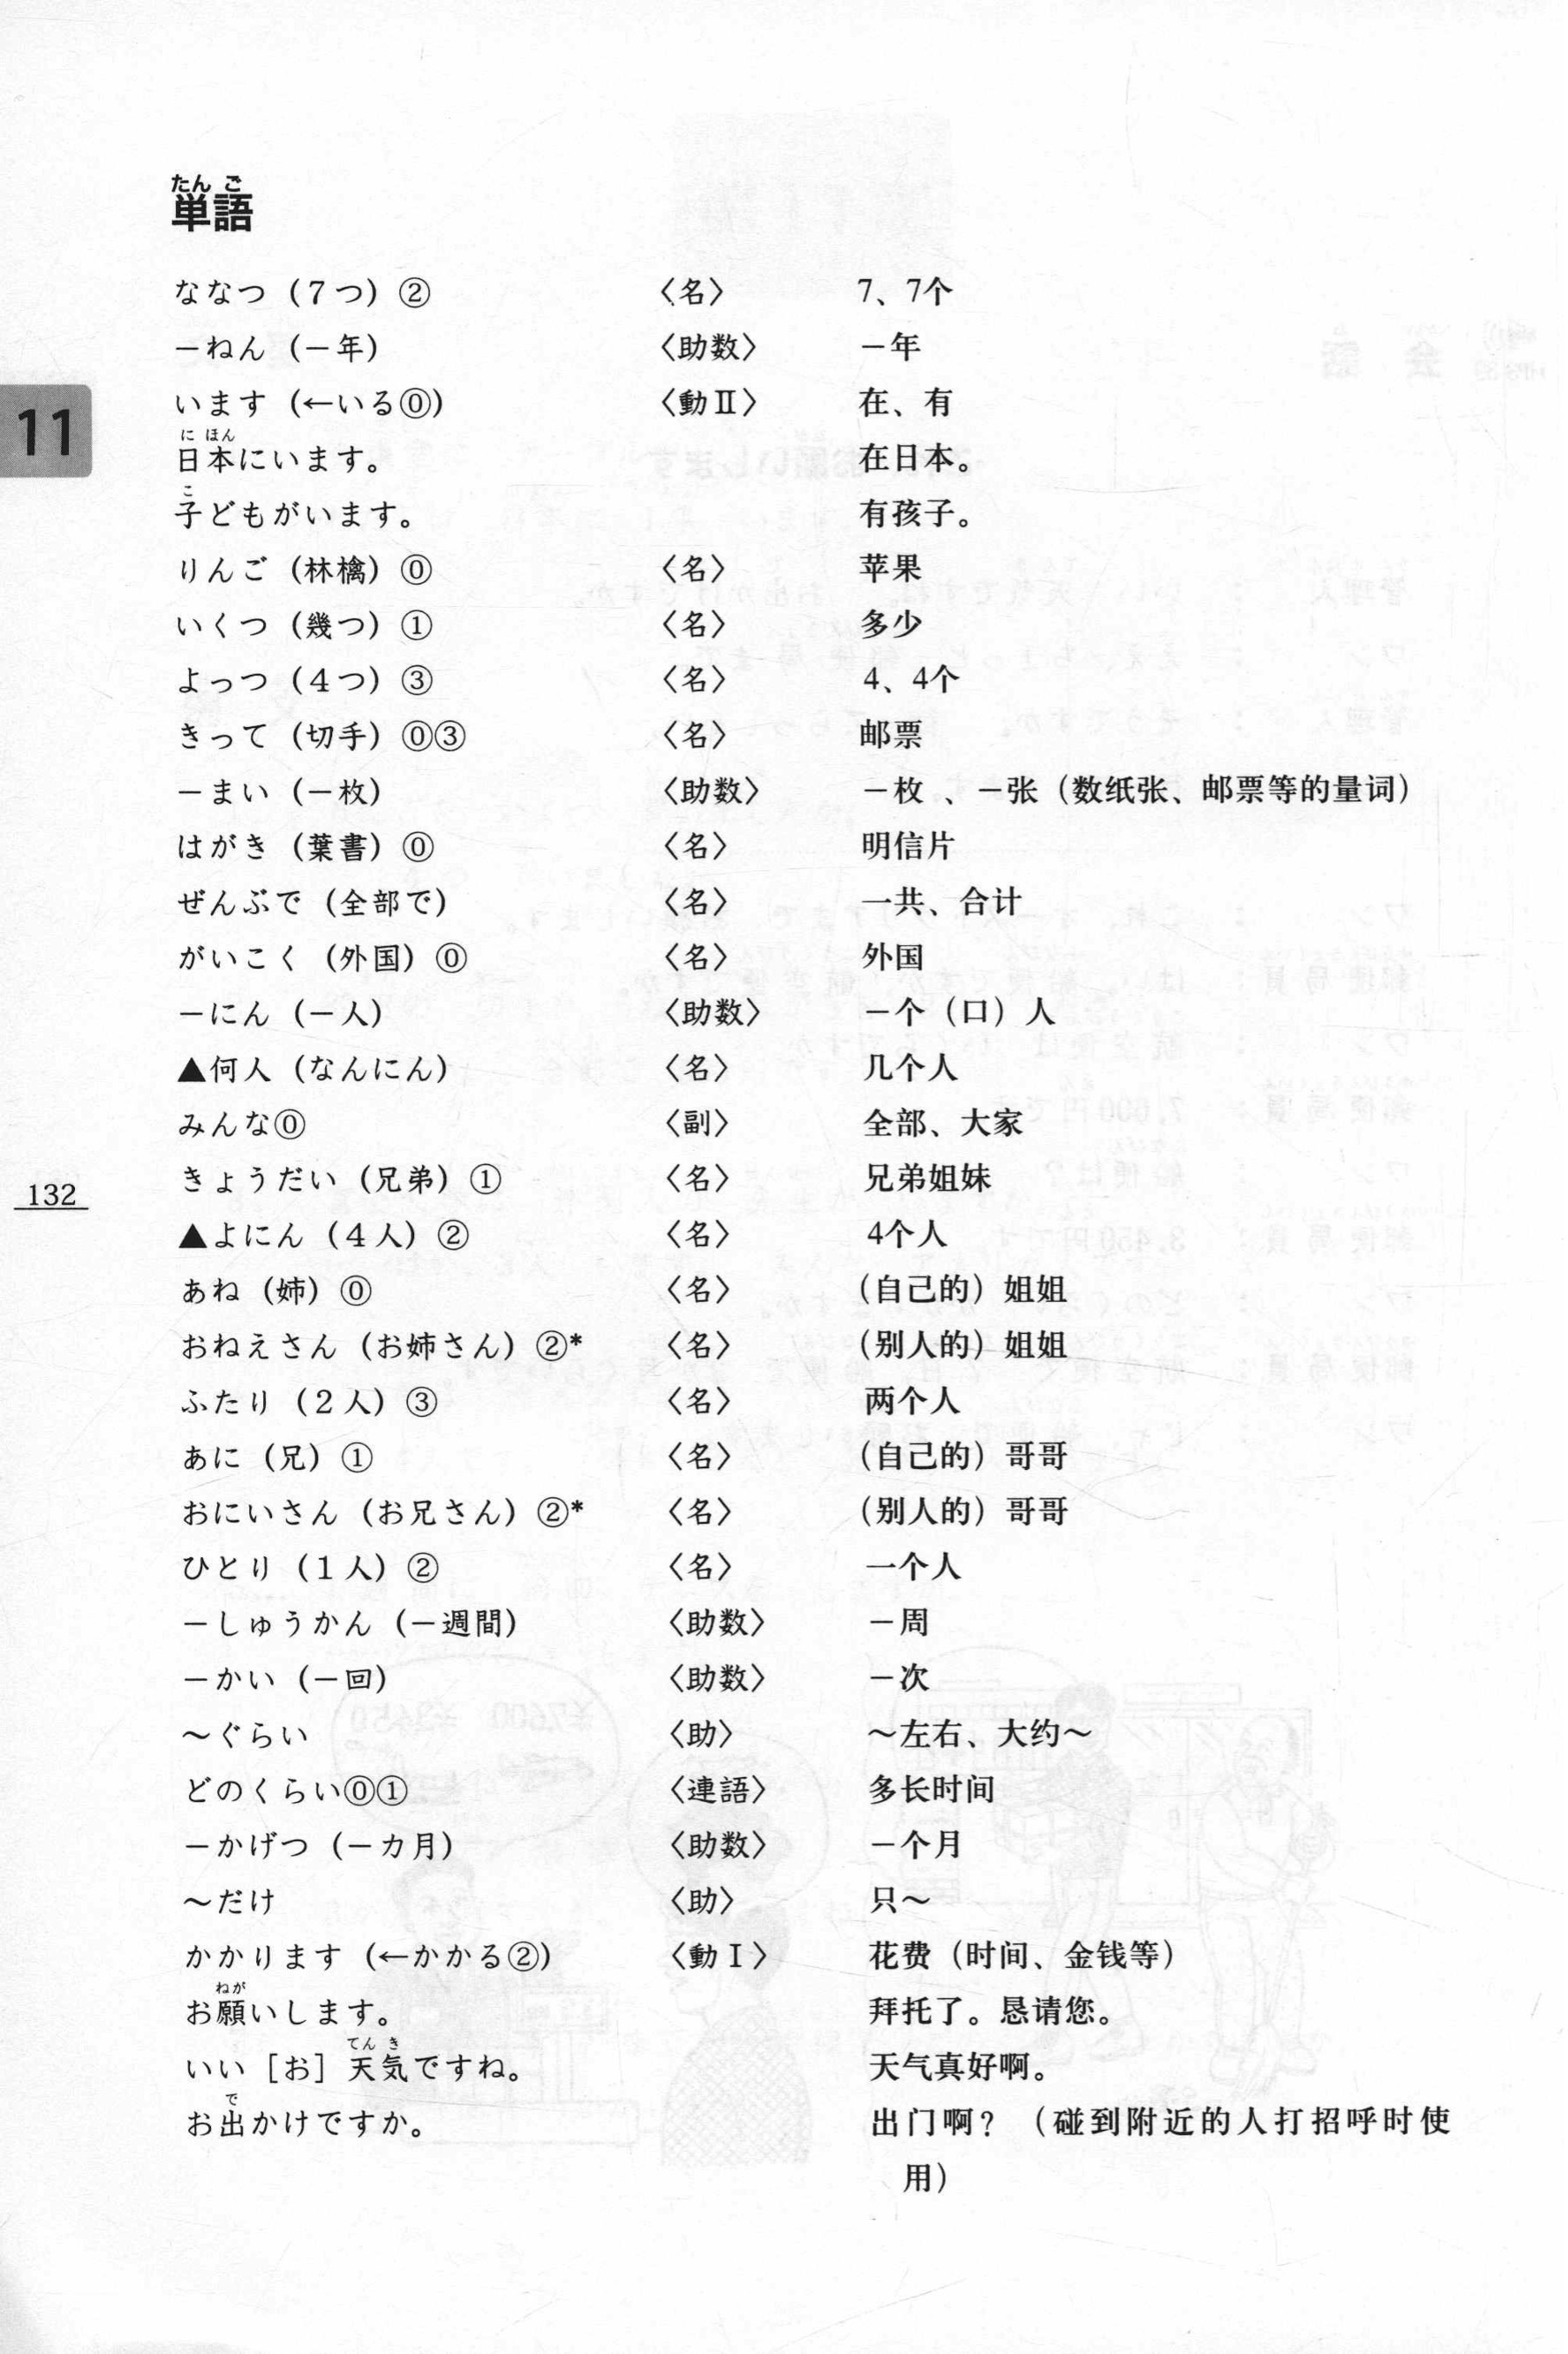 たん ご
単語
ななつ（7つ）② 〈名〉 7、7个
－ねん（－年） 〈助数〉 －年
います（←いる⓪） 〈動Ⅱ〉 在、有
11
に ほん
日本にいます。 在日本。
こ
子どもがいます。 有孩子。
りんご（林檎）⓪ 〈名〉 苹果
いくつ（幾つ）① 〈名〉 多少
よっつ（4つ）③ 〈名〉 4、4个
きって（切手）⓪③ 〈名〉 邮票
－まい（－枚） 〈助数〉 －枚 、－张（数纸张、邮票等的量词）
はがき（葉書）⓪ 〈名〉 明信片
ぜんぶで（全部で） 〈名〉 一共、合计
がいこく（外国）⓪ 〈名〉 外国
－にん（－人） 〈助数〉 －个（口）人
▲何人（なんにん） 〈名〉 几个人
みんな⓪ 〈副〉 全部、大家
きょうだい（兄弟）① 〈名〉 兄弟姐妹
132
▲よにん（4人）② 〈名〉 4个人
あね（姉）⓪ 〈名〉 （自己的）姐姐
おねえさん（お姉さん）②* 〈名〉 （别人的）姐姐
ふたり（2人）③ 〈名〉 两个人
あに（兄）① 〈名〉 （自己的）哥哥
おにいさん（お兄さん）②* 〈名〉 （别人的）哥哥
ひとり（1人）② 〈名〉 一个人
－しゅうかん（－週間） 〈助数〉 －周
－かい（－回） 〈助数〉 －次
～ぐらい 〈助〉 ～左右、大约～
どのくらい⓪① 〈連語〉 多长时间
－かげつ（－カ月） 〈助数〉 －个月
～だけ 〈助〉 只～
かかります（←かかる②） 〈動Ⅰ〉 花费（时间、金钱等）
ねが
お願いします。 拜托了。恳请您。
てん き
いい［お］天気ですね。 天气真好啊。
で
お出かけですか。 出门啊？（碰到附近的人打招呼时使
用）